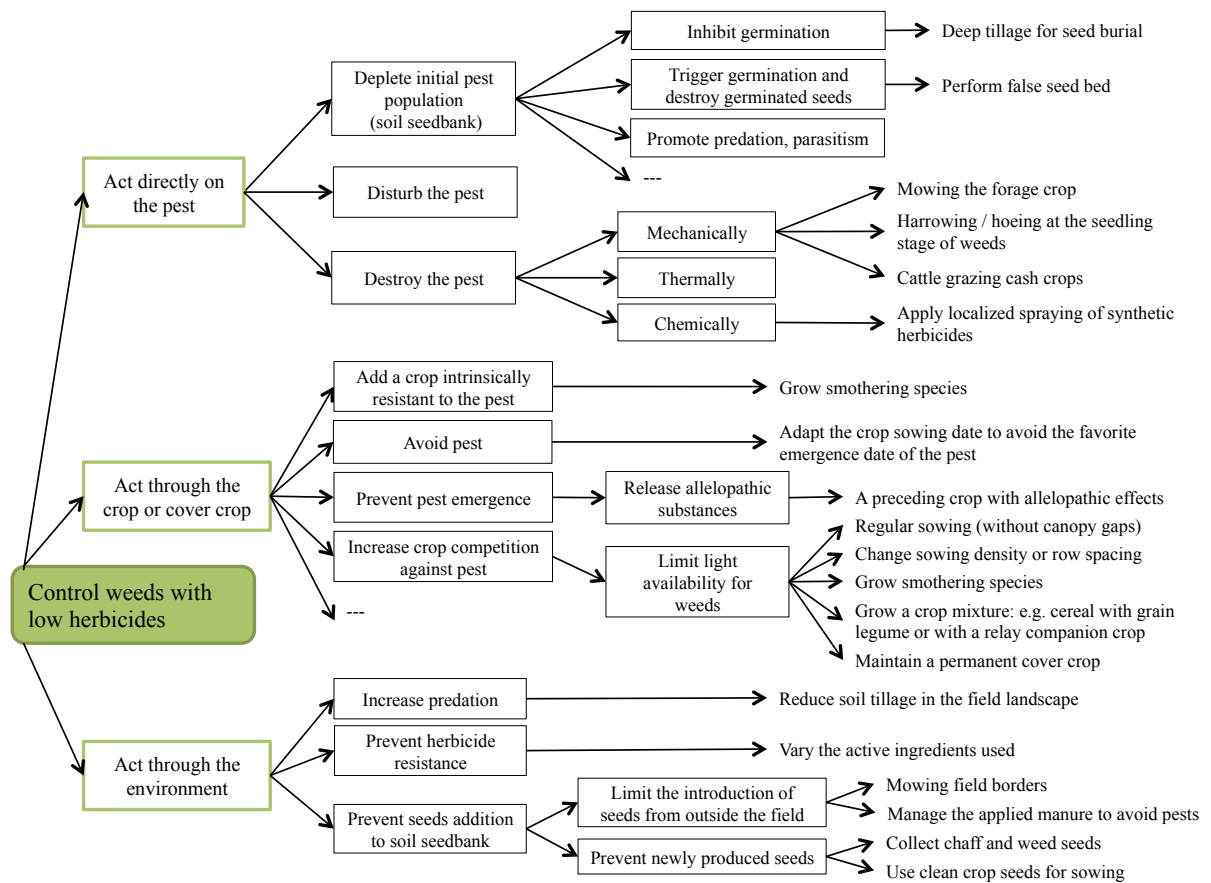 Control weeds with
low herbicides
Act directly on
the pest
Deplete initial pest
population
(soil seedbank)
Inhibit germination
Deep tillage for seed burial
Trigger germination and
destroy germinated seeds
Perform false seed bed
Promote predation, parasitism
---
Disturb the pest
Destroy the pest
Mechanically
Mowing the forage crop
Harrowing / hoeing at the seedling
stage of weeds
Cattle grazing cash crops
Thermally
Chemically
Apply localized spraying of synthetic
herbicides
Act through the
crop or cover crop
Add a crop intrinsically
resistant to the pest
Grow smothering species
Avoid pest
Adapt the crop sowing date to avoid the favorite
emergence date of the pest
Prevent pest emergence
Release allelopathic
substances
A preceding crop with allelopathic effects
Increase crop competition
against pest
Limit light
availability for
weeds
Regular sowing (without canopy gaps)
Change sowing density or row spacing
Grow smothering species
Grow a crop mixture: e.g. cereal with grain
legume or with a relay companion crop
Maintain a permanent cover crop
---
Act through the
environment
Increase predation
Reduce soil tillage in the field landscape
Prevent herbicide
resistance
Vary the active ingredients used
Prevent seeds addition
to soil seedbank
Limit the introduction of
seeds from outside the field
Mowing field borders
Manage the applied manure to avoid pests
Prevent newly produced seeds
Collect chaff and weed seeds
Use clean crop seeds for sowing